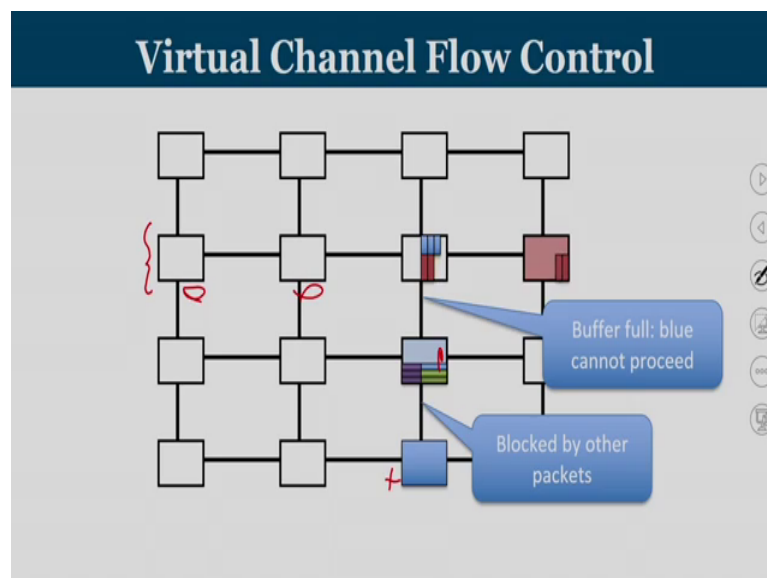 Virtual Channel Flow Control
Buffer full: blue
cannot proceed
Blocked by other
packets